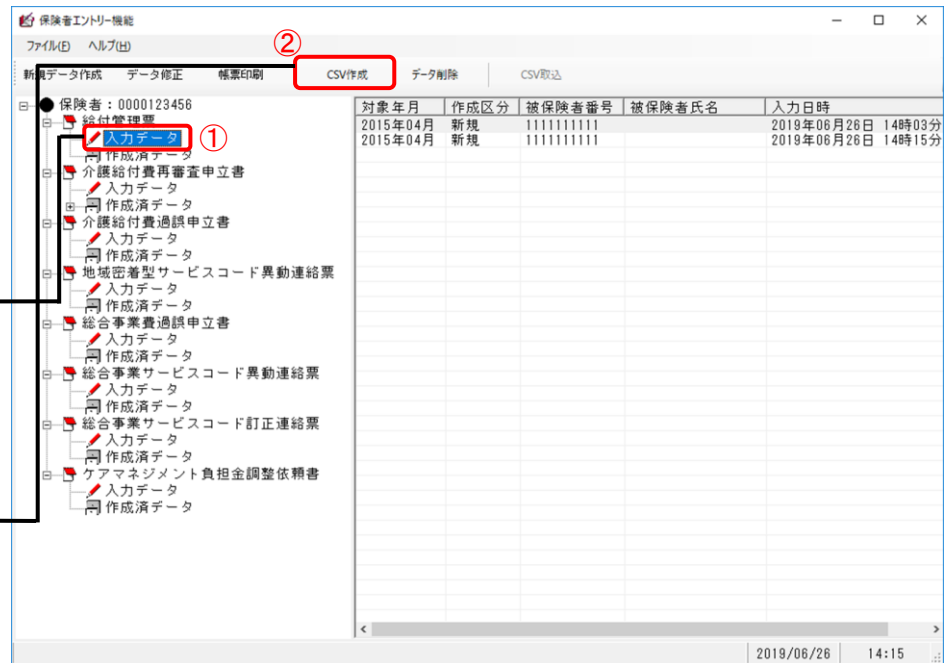 保険者エントリー機能
ファイル(F) ヘルプ(H)
②
新規データ作成 データ修正 帳票印刷 CSV作成 データ削除 CSV取込
保険者：0000123456
給付管理票
入力データ ①
作成済データ
介護給付費再審査申立書
入力データ
作成済データ
介護給付費過誤申立書
入力データ
作成済データ
地域密着型サービスコード異動連絡票
入力データ
作成済データ
総合事業費過誤申立書
入力データ
作成済データ
総合事業サービスコード異動連絡票
入力データ
作成済データ
総合事業サービスコード訂正連絡票
入力データ
作成済データ
ケアマネジメント負担金調整依頼書
入力データ
作成済データ
対象年月 作成区分 被保険者番号 被保険者氏名 入力日時
2015年04月 新規 1111111111 2019年06月26日 14時03分
2015年04月 新規 1111111111 2019年06月26日 14時15分
2019/06/26 14:15